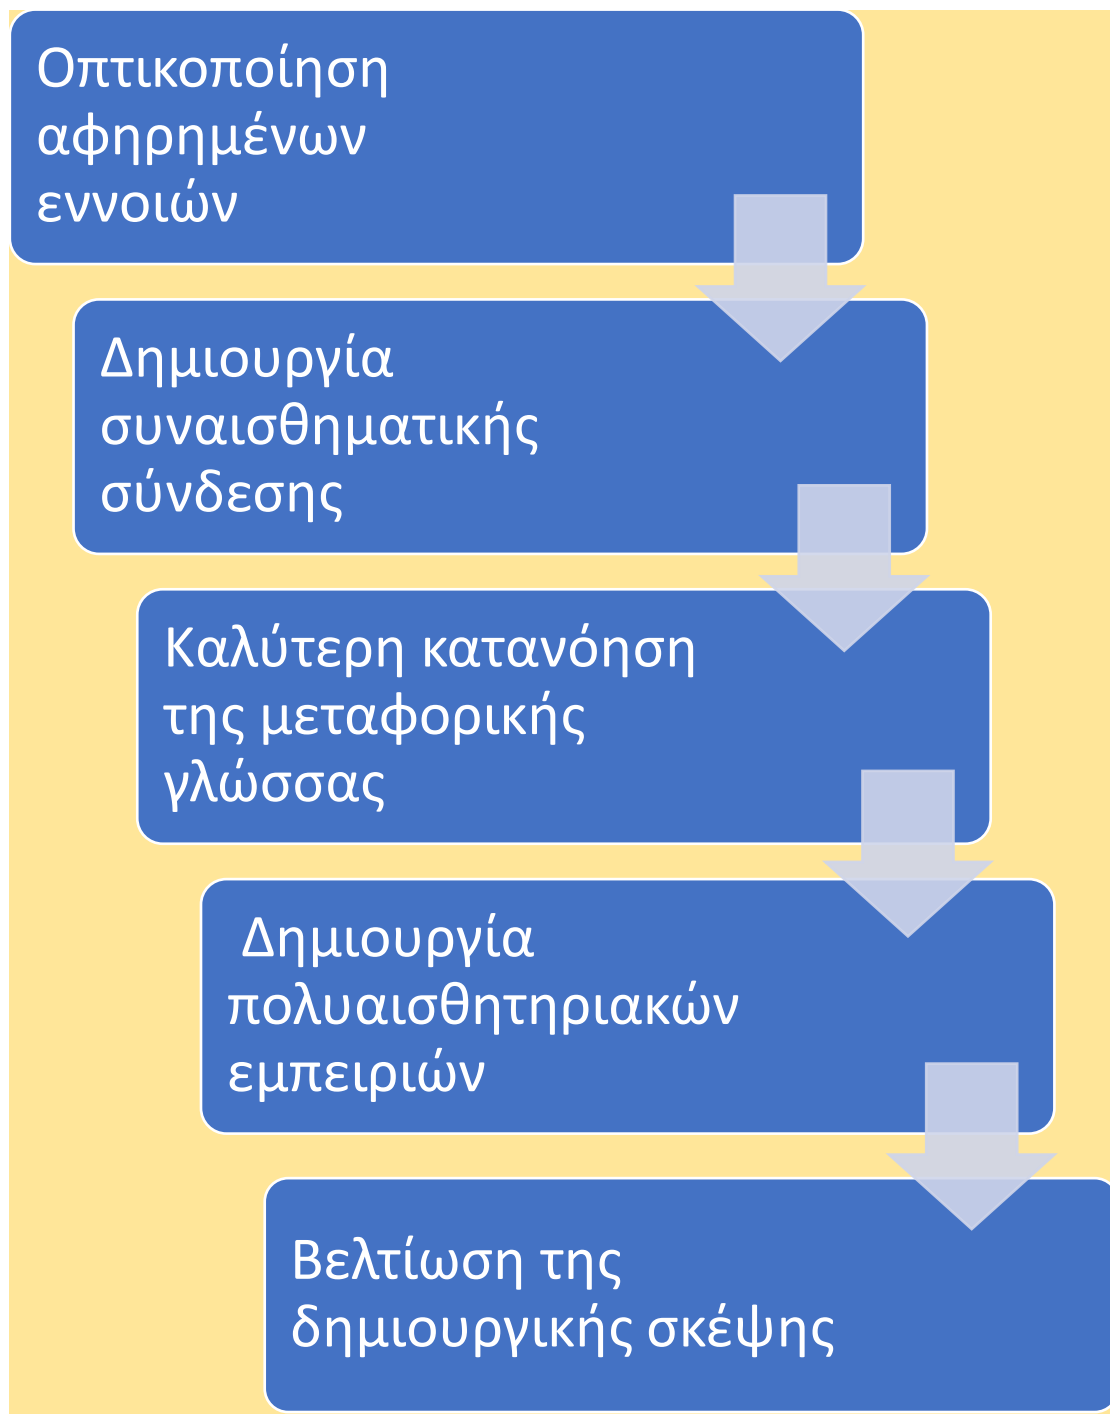 Οπτικοποίηση
αφηρημένων
εννοιών
Δημιουργία
συναισθηματικής
σύνδεσης
Καλύτερη κατανόηση
της μεταφορικής
γλώσσας
Δημιουργία
πολυαισθητηριακών
εμπειριών
Βελτίωση της
δημιουργικής σκέψης